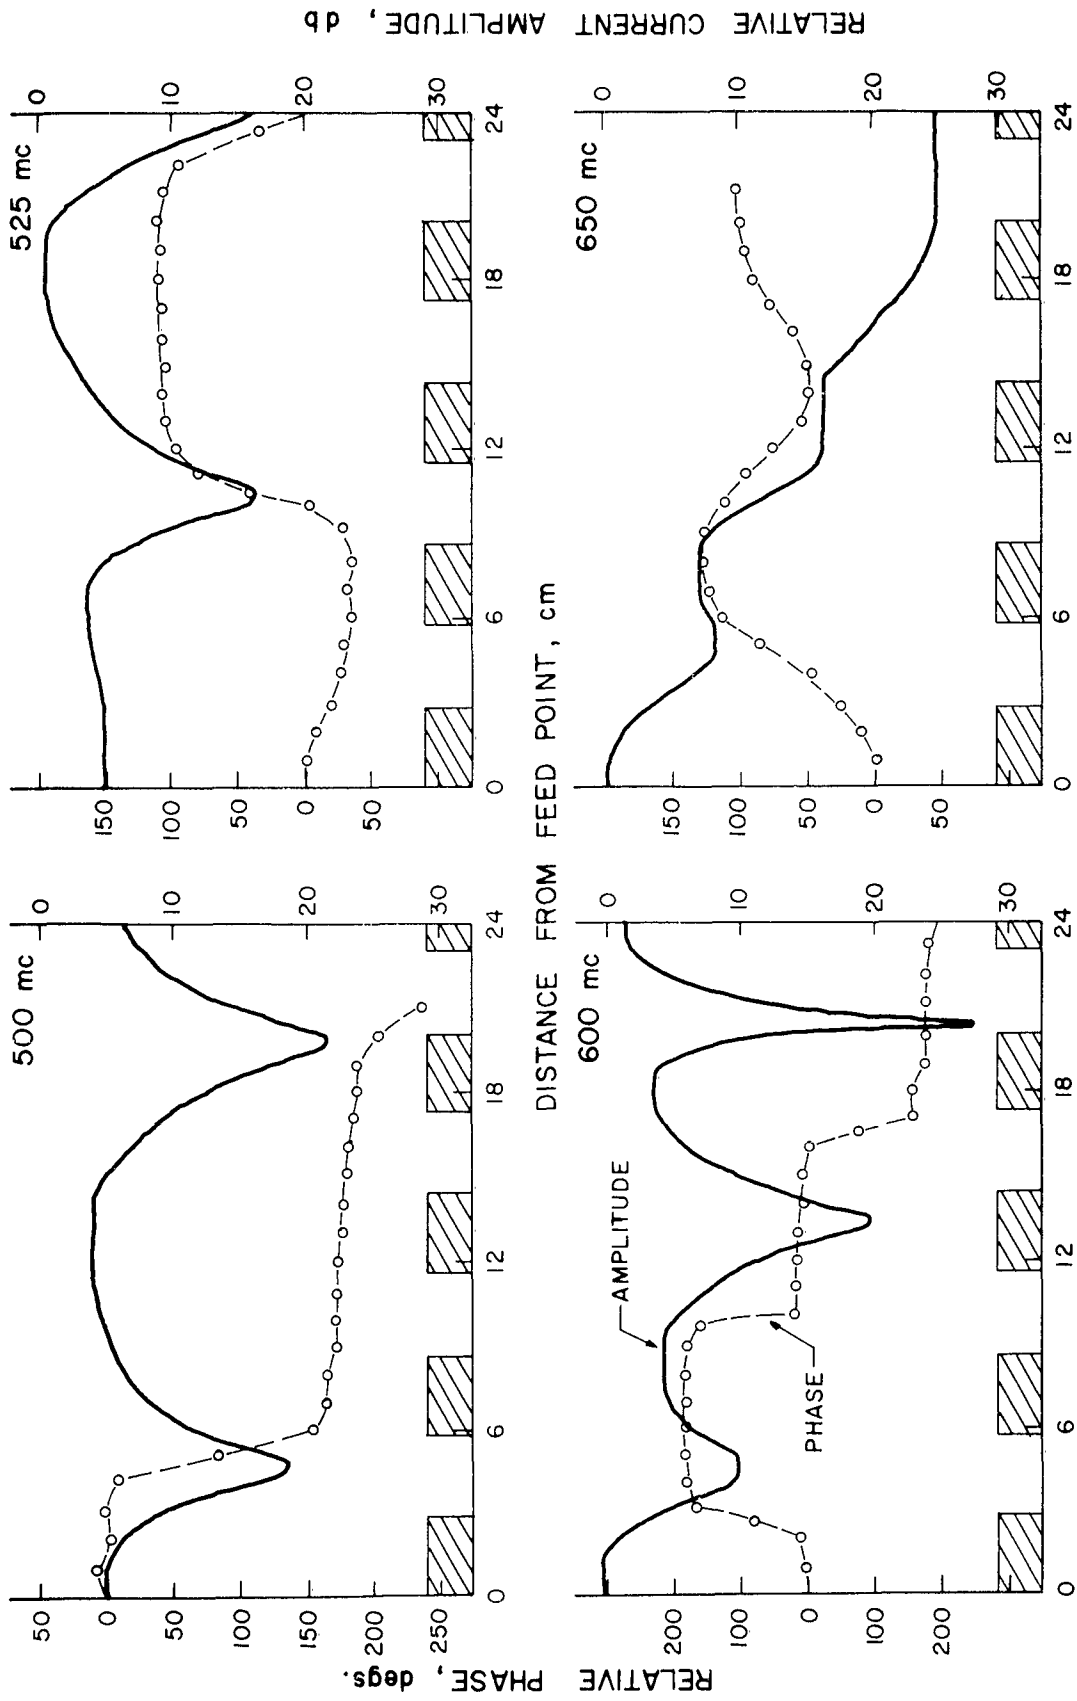 500 mc
50
0
50
100
150
200
250
0
10
20
30
0 6 12 18 24
525 mc
150
100
50
0
50
0
10
20
30
0 6 12 18 24
DISTANCE FROM FEED POINT, cm
600 mc
200
100
0
100
200
0
10
20
30
0 6 12 18 24
AMPLITUDE
PHASE
650 mc
150
100
50
0
50
0
10
20
30
0 6 12 18 24
RELATIVE PHASE, degs.
RELATIVE CURRENT AMPLITUDE, db